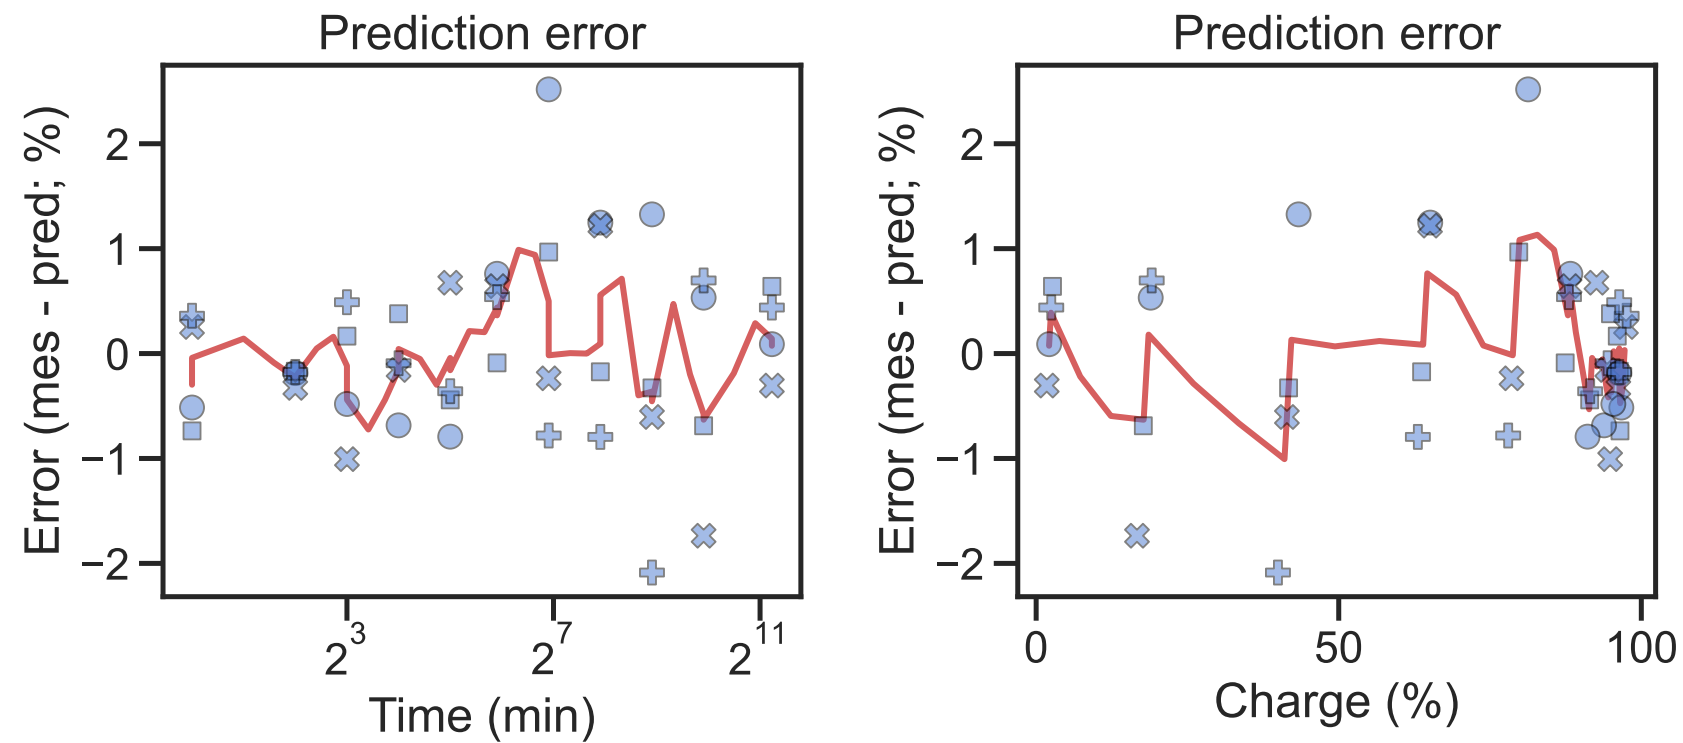 Prediction error
Error (mes - pred; %)
2
1
0
−1
−2
2^3
2^7
2^11
Time (min)
Prediction error
Error (mes - pred; %)
2
1
0
−1
−2
0
50
100
Charge (%)